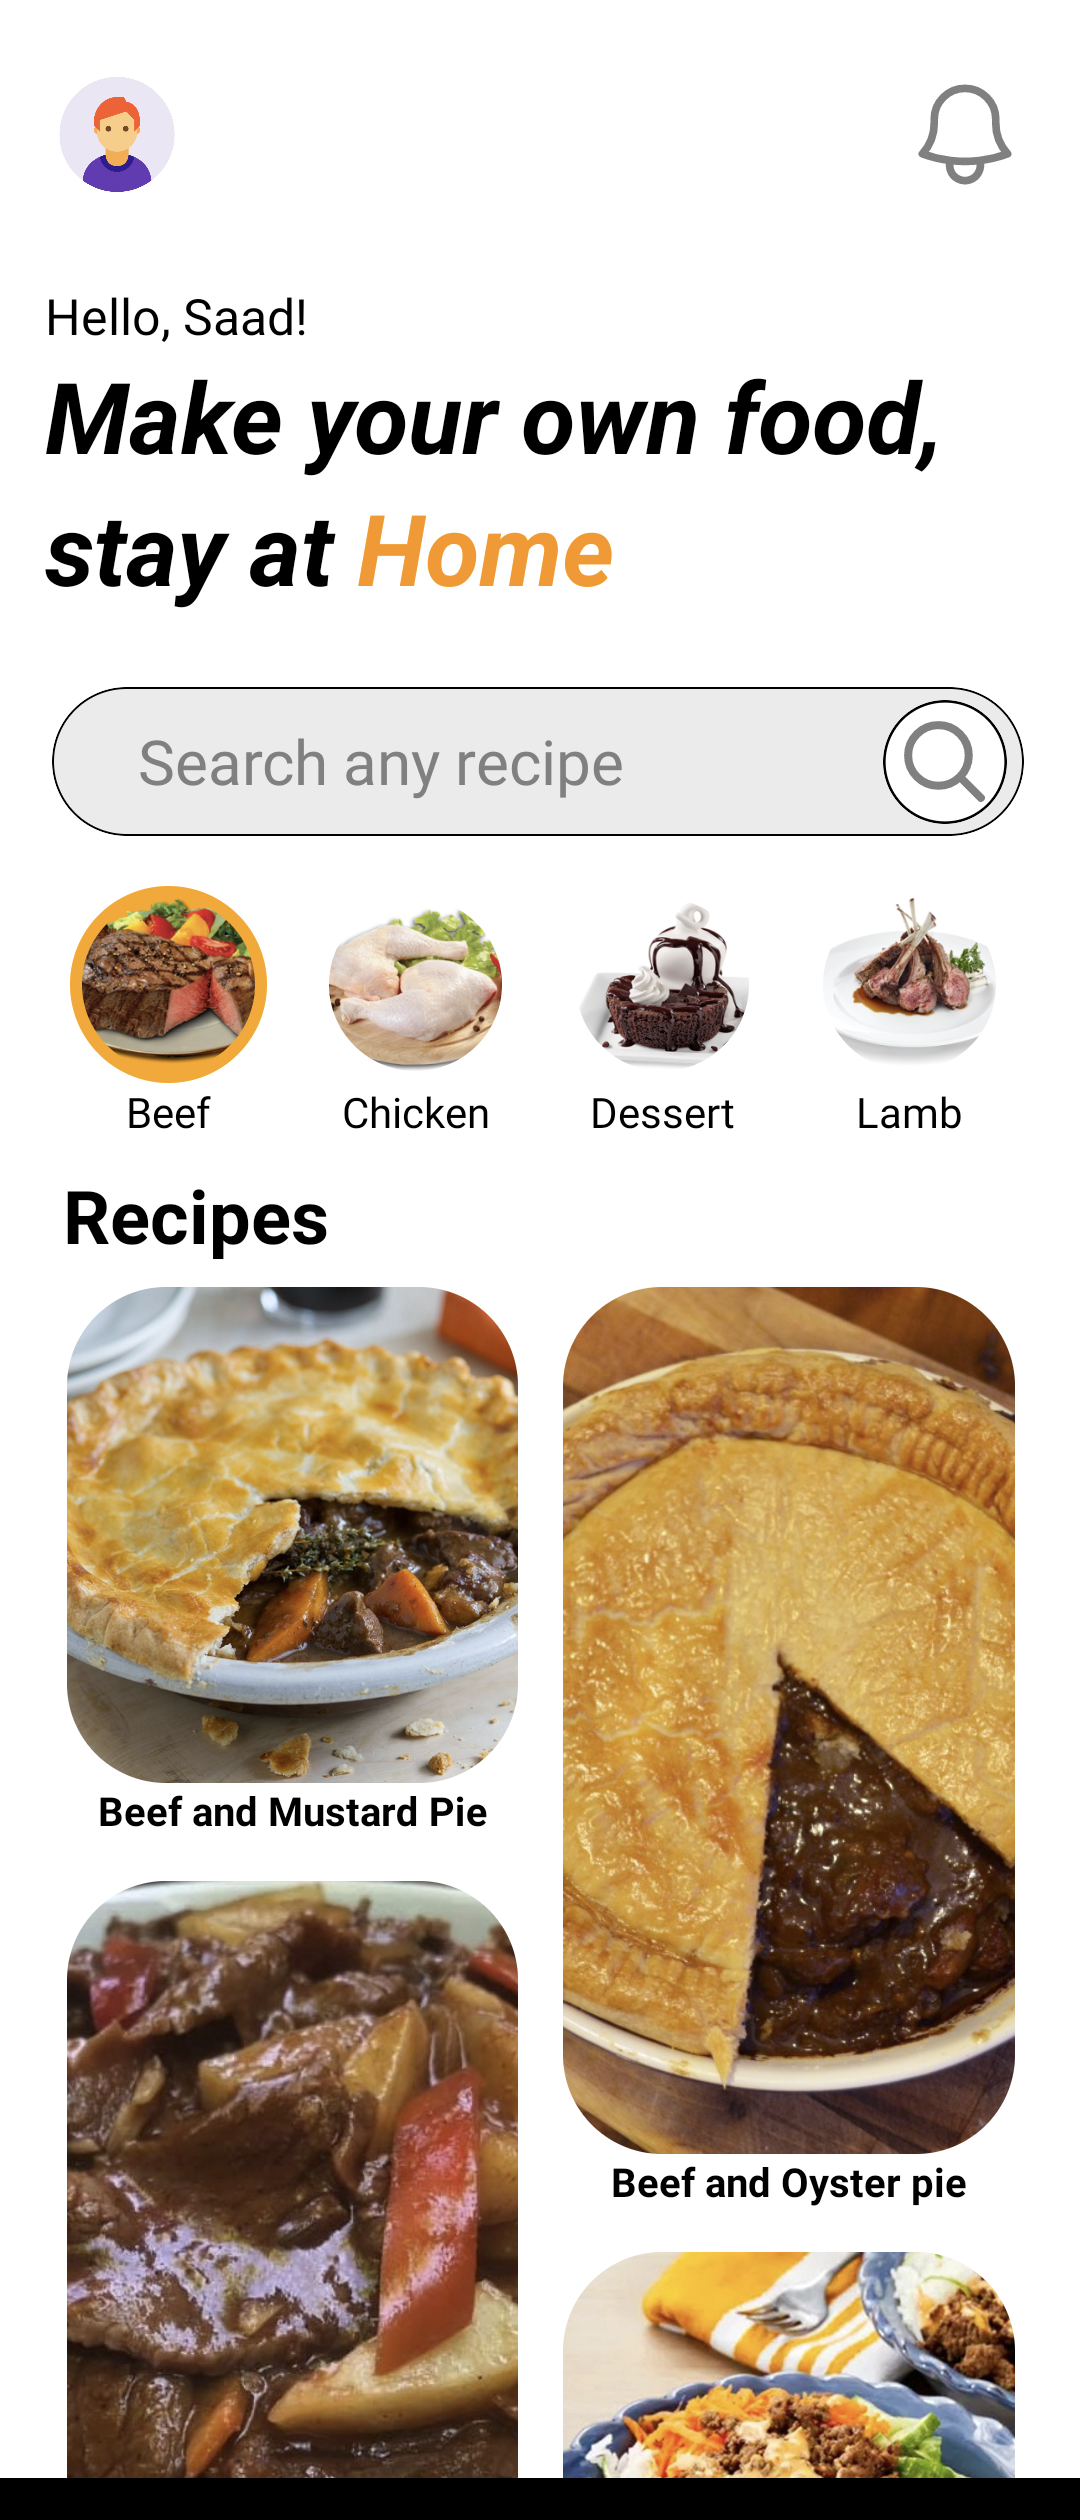 Hello, Saad!
Make your own food,
stay at Home
Search any recipe
Beef
Chicken
Dessert
Lamb
Recipes
Beef and Mustard Pie
Beef and Oyster pie